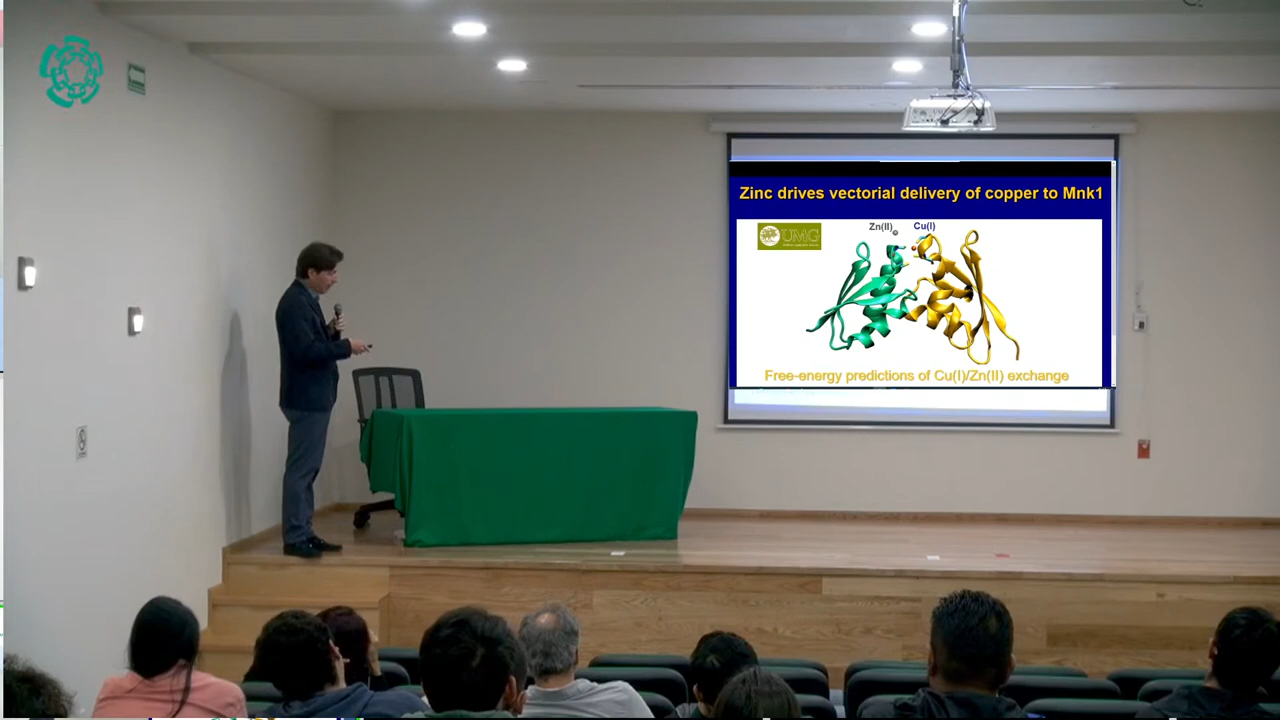 Zinc drives vectorial delivery of copper to Mnk1
UMG
Zn(II)
Cu(I)
Free-energy predictions of Cu(I)/Zn(II) exchange